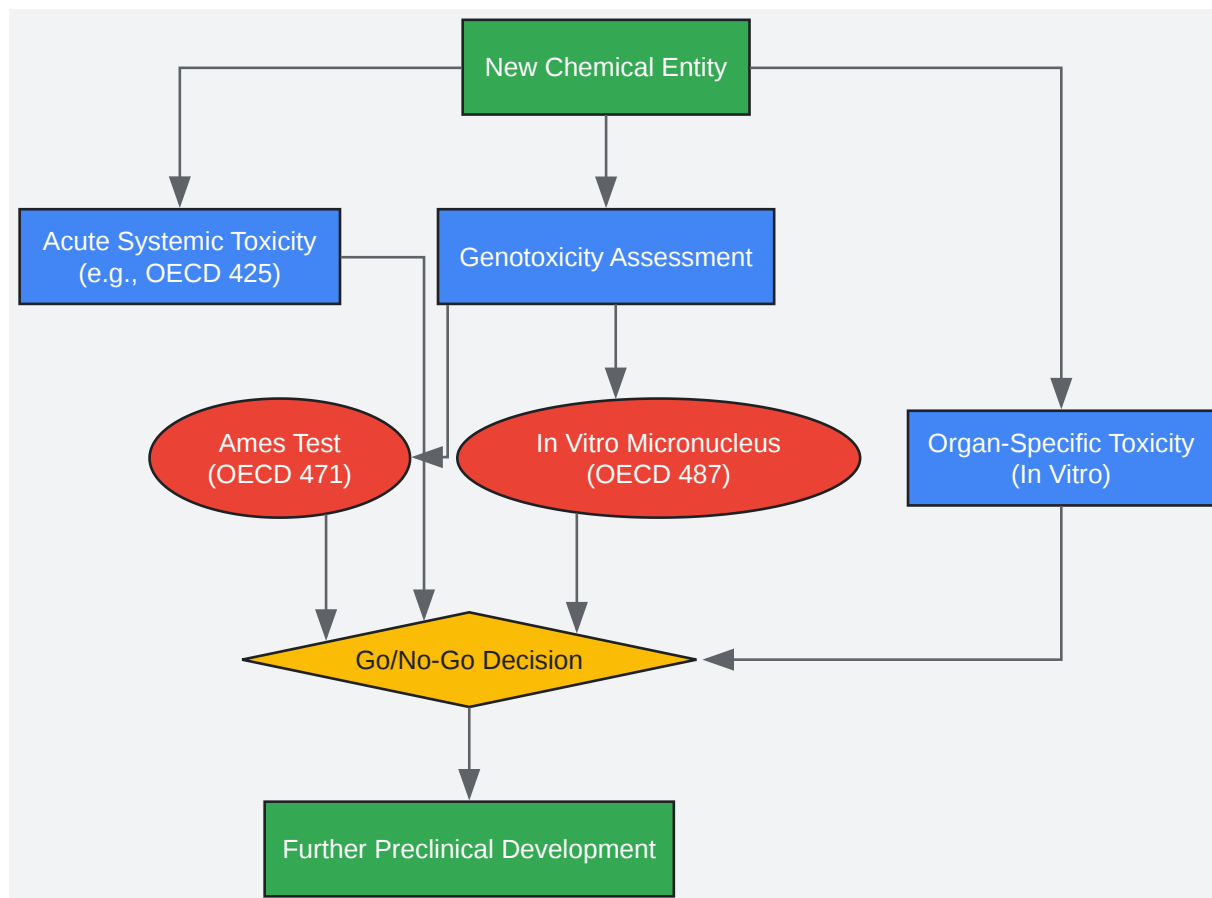 New Chemical Entity
Acute Systemic Toxicity
(e.g., OECD 425)
Genotoxicity Assessment
Ames Test
(OECD 471)
In Vitro Micronucleus
(OECD 487)
Organ-Specific Toxicity
(In Vitro)
Go/No-Go Decision
Further Preclinical Development